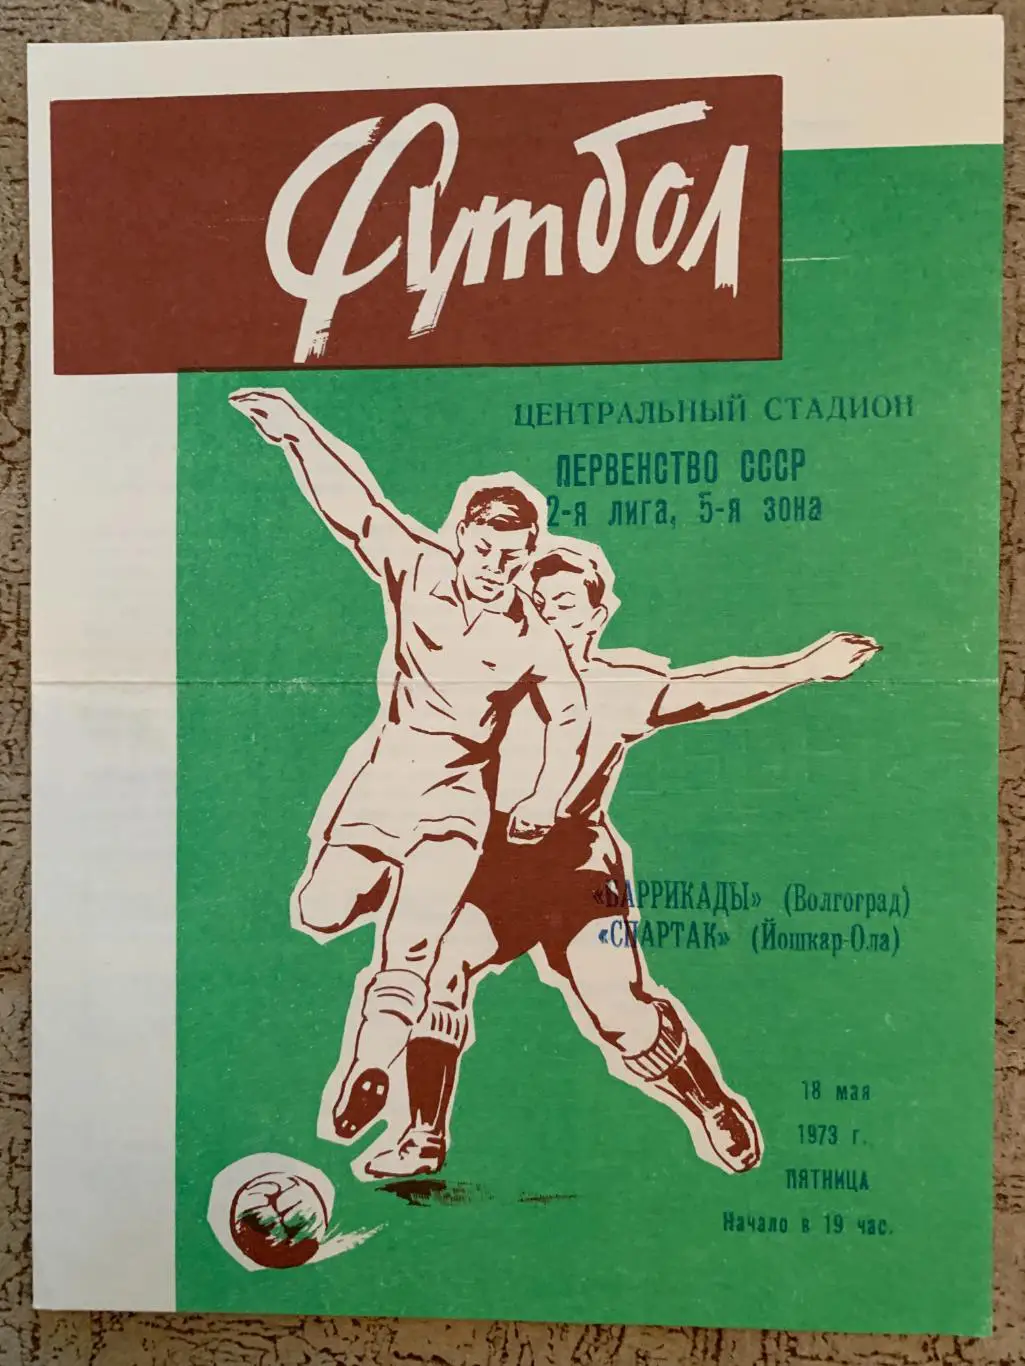 Футбол
ЦЕНТРАЛЬНЫЙ СТАДИОН
ПЕРВЕНСТВО СССР
2-я ЛИГА, 5-я ЗОНА
«БАРРИКАДЫ» (Волгоград)
«СПАРТАК» (Йошкар-Ола)
18 мая
1973 г.
ПЯТНИЦА
Начало в 19 час.